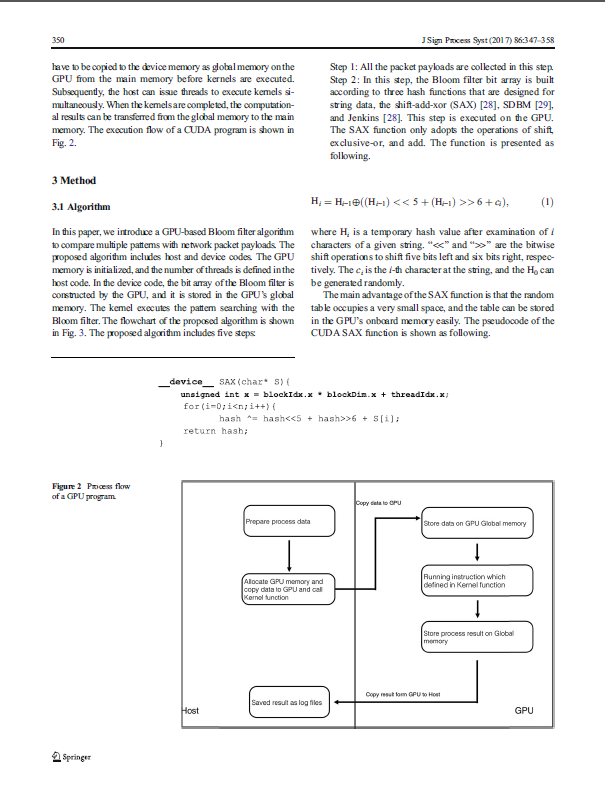 350
J Sign Process Syst (2017) 86:347–358
have to be copied to the device memory as global memory on the
GPU from the main memory before kernels are executed.
Subsequently, the host can issue threads to execute kernels si-
multaneously. When the kernels are completed, the computation-
al results can be transferred from the global memory to the main
memory. The execution flow of a CUDA program is shown in
Fig. 2.
3 Method
3.1 Algorithm
In this paper, we introduce a GPU-based Bloom filter algorithm
to compare multiple patterns with network packet payloads. The
proposed algorithm includes host and device codes. The GPU
memory is initialized, and the number of threads is defined in the
host code. In the device code, the bit array of the Bloom filter is
constructed by the GPU, and it is stored in the GPU's global
memory. The kernel executes the pattern searching with the
Bloom filter. The flowchart of the proposed algorithm is shown
in Fig. 3. The proposed algorithm includes five steps:
Step 1: All the packet payloads are collected in this step.
Step 2: In this step, the Bloom filter bit array is built
according to three hash functions that are designed for
string data, the shift-add-xor (SAX) [28], SDBM [29],
and Jenkins [28]. This step is executed on the GPU.
The SAX function only adopts the operations of shift,
exclusive-or, and add. The function is presented as
following.
Hᵢ = Hᵢ₋₁⊕((Hᵢ₋₁) << 5 + (Hᵢ₋₁) >> 6 + cᵢ), (1)
where Hᵢ is a temporary hash value after examination of i
characters of a given string. “<<” and “>>” are the bitwise
shift operations to shift five bits left and six bits right, respec-
tively. The cᵢ is the i-th character at the string, and the H₀ can
be generated randomly.
The main advantage of the SAX function is that the random
table occupies a very small space, and the table can be stored
in the GPU's onboard memory easily. The pseudocode of the
CUDA SAX function is shown as following.
__device__ SAX(char* S){
unsigned int x = blockIdx.x * blockDim.x + threadIdx.x;
for(i=0;i<n;i++){
hash ^= hash<<5 + hash>>6 + S[i];
return hash;
}
Figure 2 Process flow
of a GPU program.
Copy data to GPU
Prepare process data
Store data on GPU Global memory
Allocate GPU memory and
copy data to GPU and call
Kernel function
Running instruction which
defined in Kernel function
Store process result on Global
memory
Copy result form GPU to Host
Saved result as log files
Host
GPU
Springer